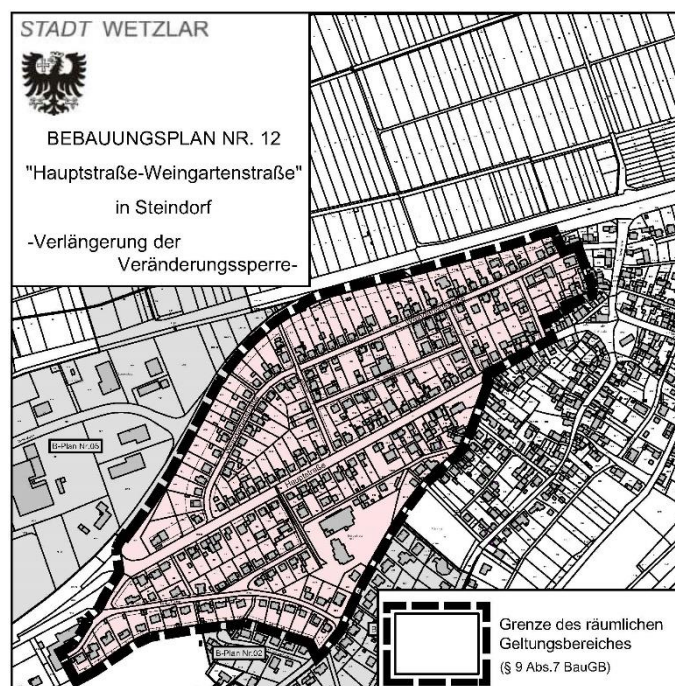 STADT WETZLAR
BEBAUUNGSPLAN NR. 12
"Hauptstraße-Weingartenstraße"
in Steindorf
-Verlängerung der
Veränderungssperre-
B-Plan Nr.05
Hauptstraße
B-Plan Nr.02
Grenze des räumlichen
Geltungsbereiches
(§ 9 Abs.7 BauGB)